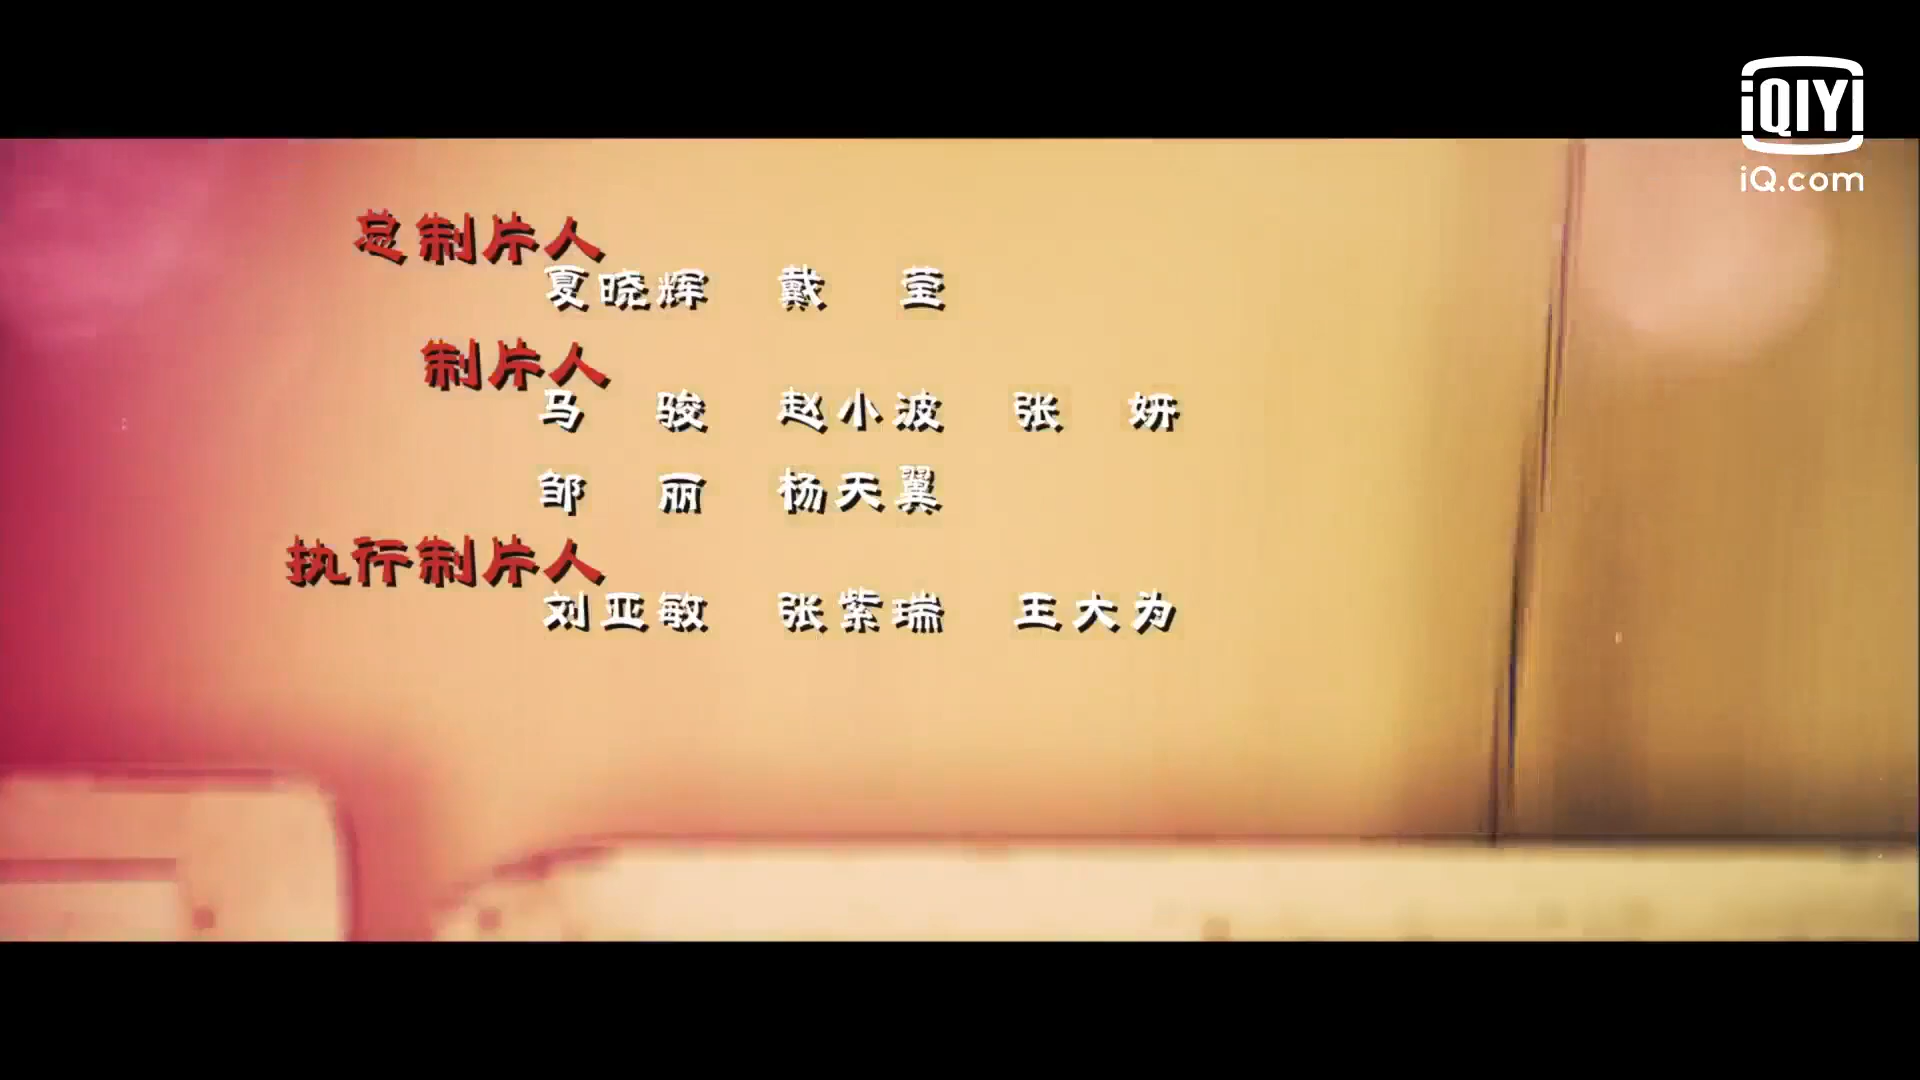 iQIYI
iQ.com
总制片人
夏晓辉 戴 莹
制片人
马 骏 赵小波 张 妍
邹 丽 杨天翼
执行制片人
刘亚敏 张紫瑞 王大为